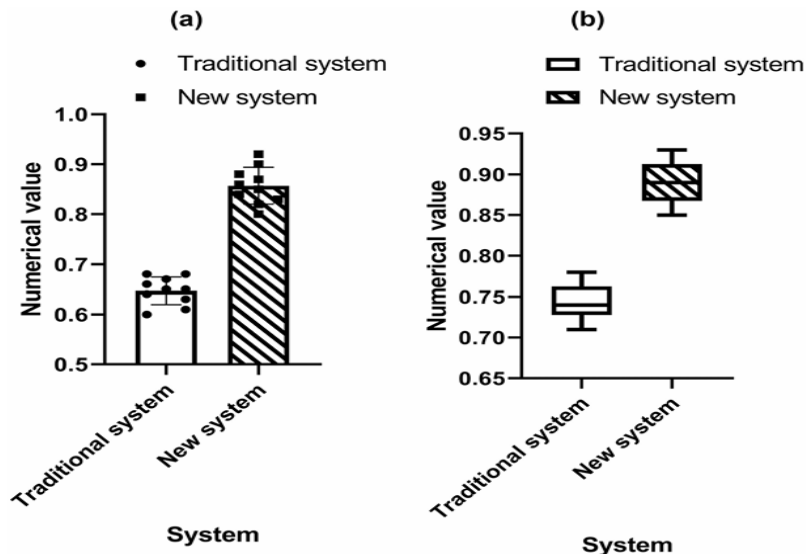 (a)
Traditional system
New system
Numerical value
1.0
0.9
0.8
0.7
0.6
0.5
Traditional system
New system
System
(b)
Traditional system
New system
Numerical value
0.95
0.90
0.85
0.80
0.75
0.70
0.65
Traditional system
New system
System